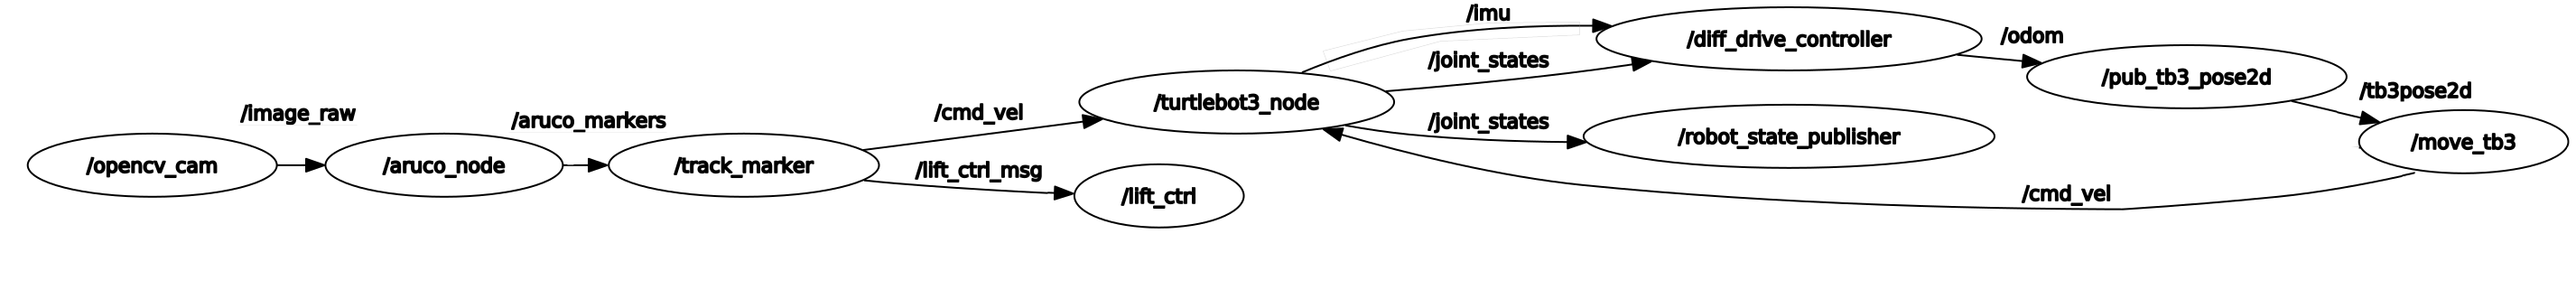 /imu
/diff_drive_controller
/odom
/joint_states
/pub_tb3_pose2d
/tb3pose2d
/image_raw
/aruco_markers
/cmd_vel
/turtlebot3_node
/joint_states
/robot_state_publisher
/move_tb3
/opencv_cam
/aruco_node
/track_marker
/lift_ctrl_msg
/lift_ctrl
/cmd_vel